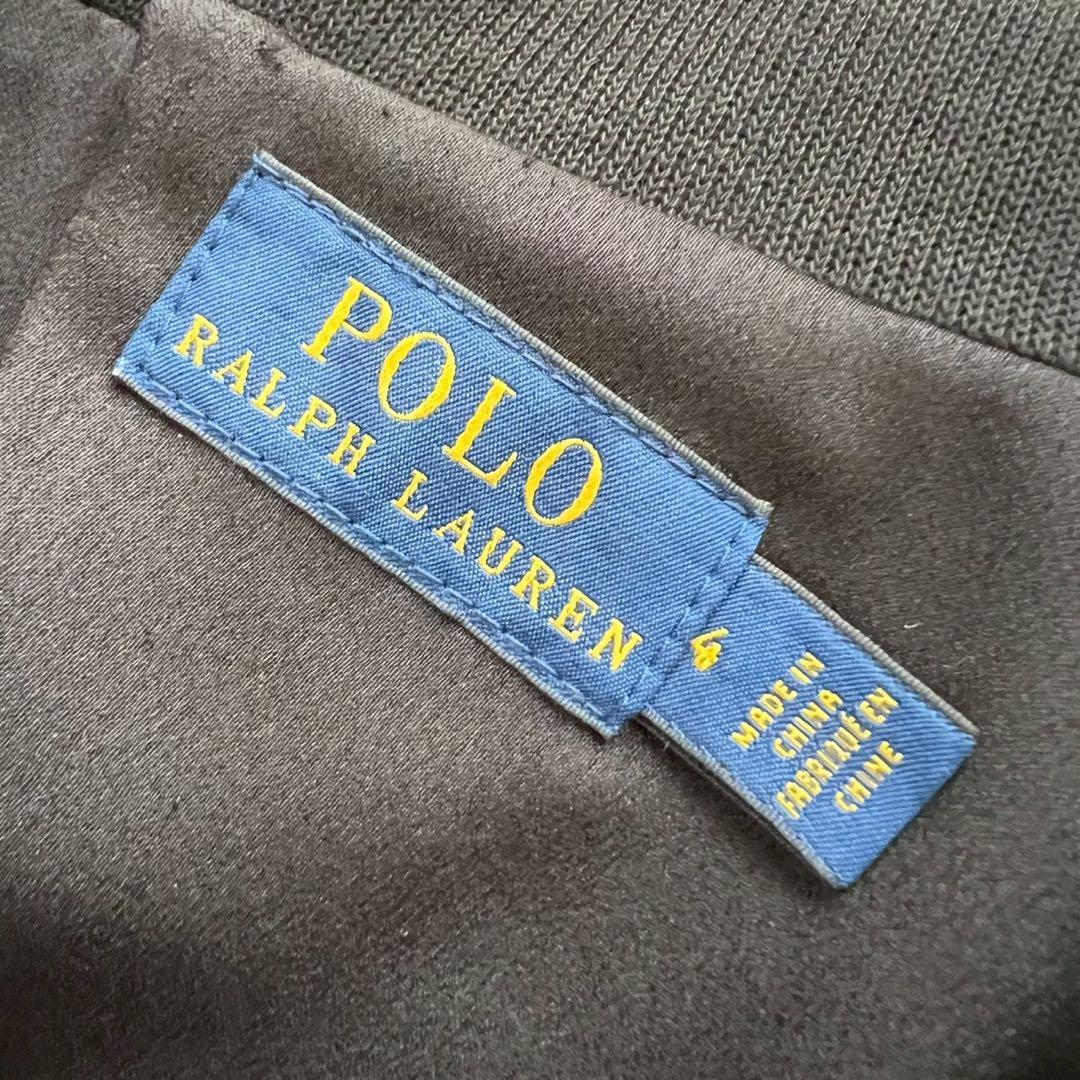 POLO
RALPH LAUREN
4
MADE IN
CHINA
FABRIQUÉ EN
CHINE